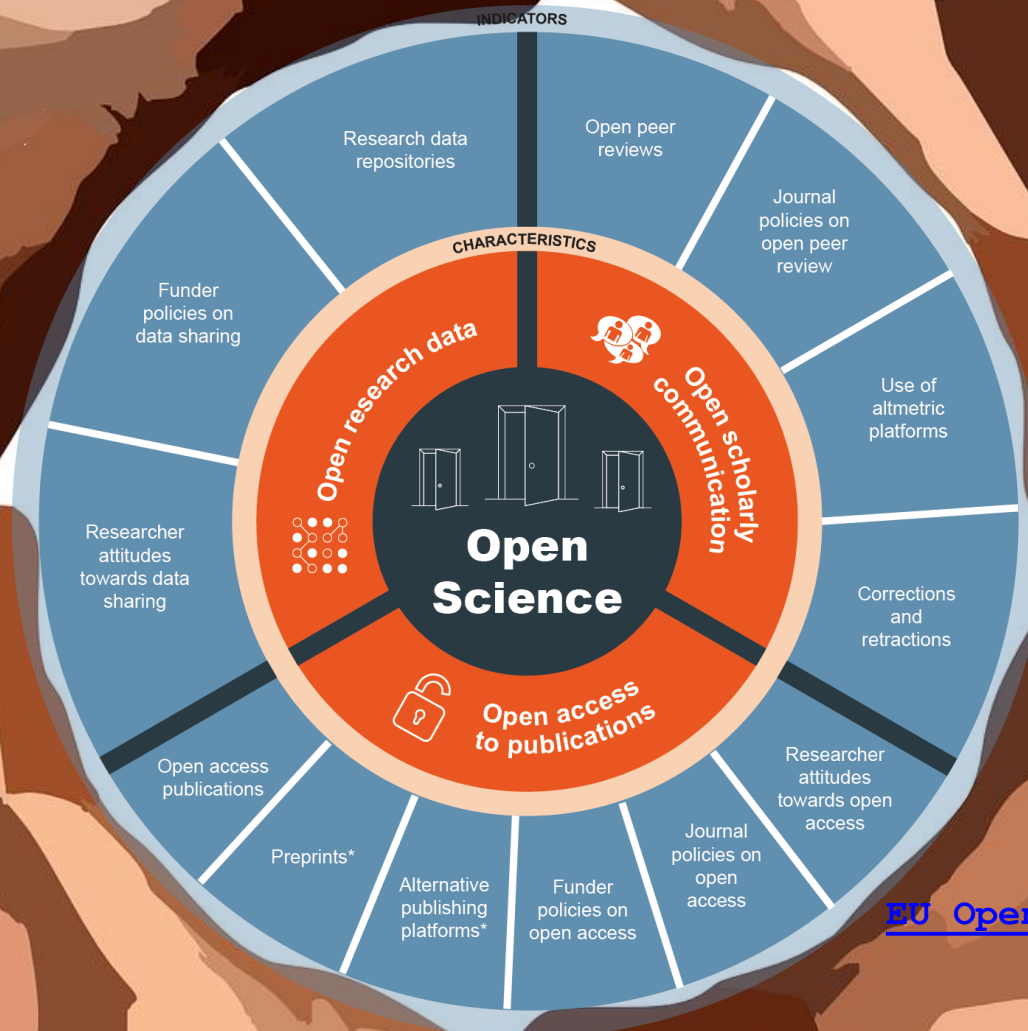 INDICATORS
Research data
repositories
Open peer
reviews
Journal
policies on
open peer
review
Funder
policies on
data sharing
CHARACTERISTICS
Open research data
Open scholarly
communication
Use of
altmetric
platforms
Open
Science
Researcher
attitudes
towards data
sharing
Corrections
and
retractions
Open access
to publications
Open access
publications
Preprints*
Alternative
publishing
platforms*
Funder
policies on
open access
Journal
policies on
open
access
Researcher
attitudes
towards open
access
EU Open